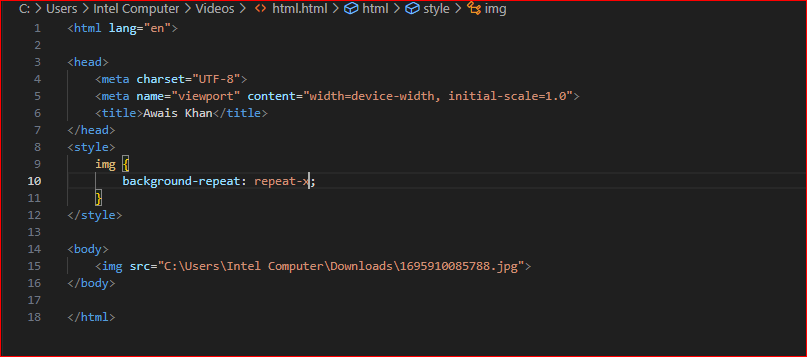 C: > Users > Intel Computer > Videos > <> html.html > html > style > img
1 <html lang="en">
2
3 <head>
4     <meta charset="UTF-8">
5     <meta name="viewport" content="width=device-width, initial-scale=1.0">
6     <title>Awais Khan</title>
7 </head>
8 <style>
9     img {
10         background-repeat: repeat-x;
11     }
12 </style>
13
14 <body>
15     <img src="C:\Users\Intel Computer\Downloads\1695910085788.jpg">
16 </body>
17
18 </html>